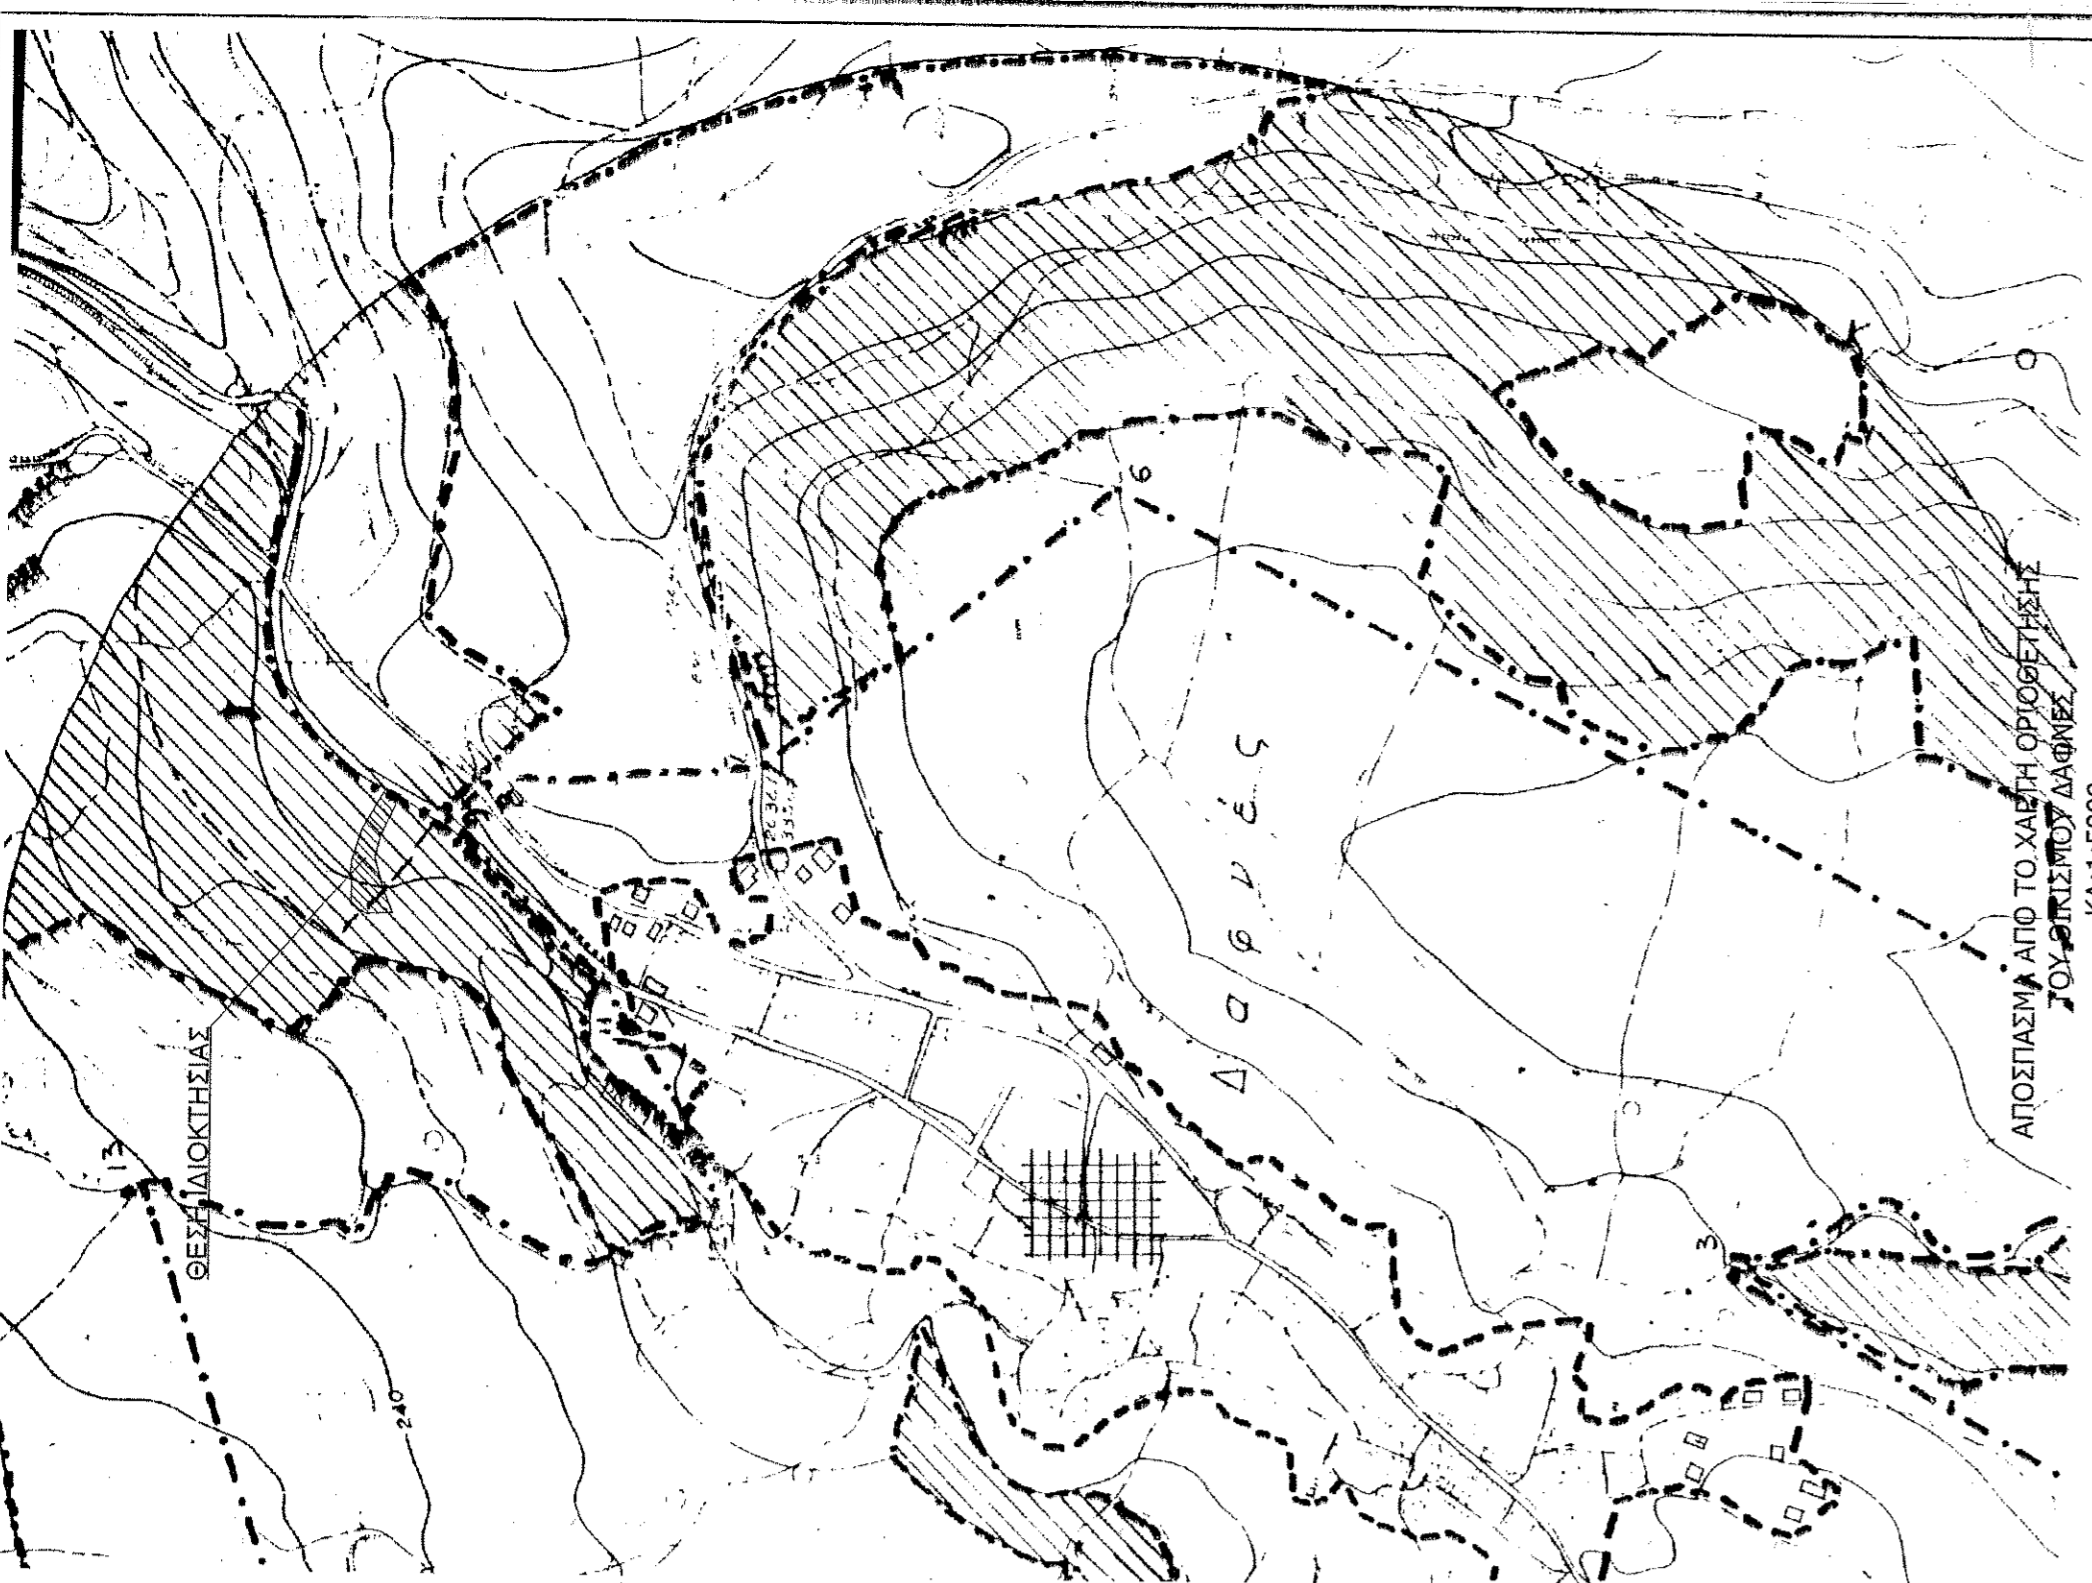 ΘΕΣΗ ΙΔΙΟΚΤΗΣΙΑΣ
13
240
6
Δαφνές
3
ΑΠΟΣΠΑΣΜΑ ΑΠΟ ΤΟ ΧΑΡΤΗ ΟΡΙΟΘΕΤΗΣΗΣ
ΤΟΥ ΟΙΚΙΣΜΟΥ ΔΑΦΝΕΣ